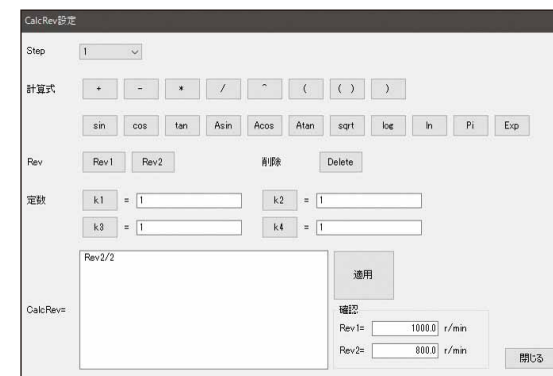 CalcRev設定
Step 1
計算式 + - * / ^ ( ( ) )
sin cos tan Asin Acos Atan sqrt log ln Pi Exp
Rev Rev1 Rev2 削除 Delete
定数 k1 = 1 k2 = 1
k3 = 1 k4 = 1
CalcRev= Rev2/2
適用
確認
Rev1= 1000.0 r/min
Rev2= 800.0 r/min
閉じる